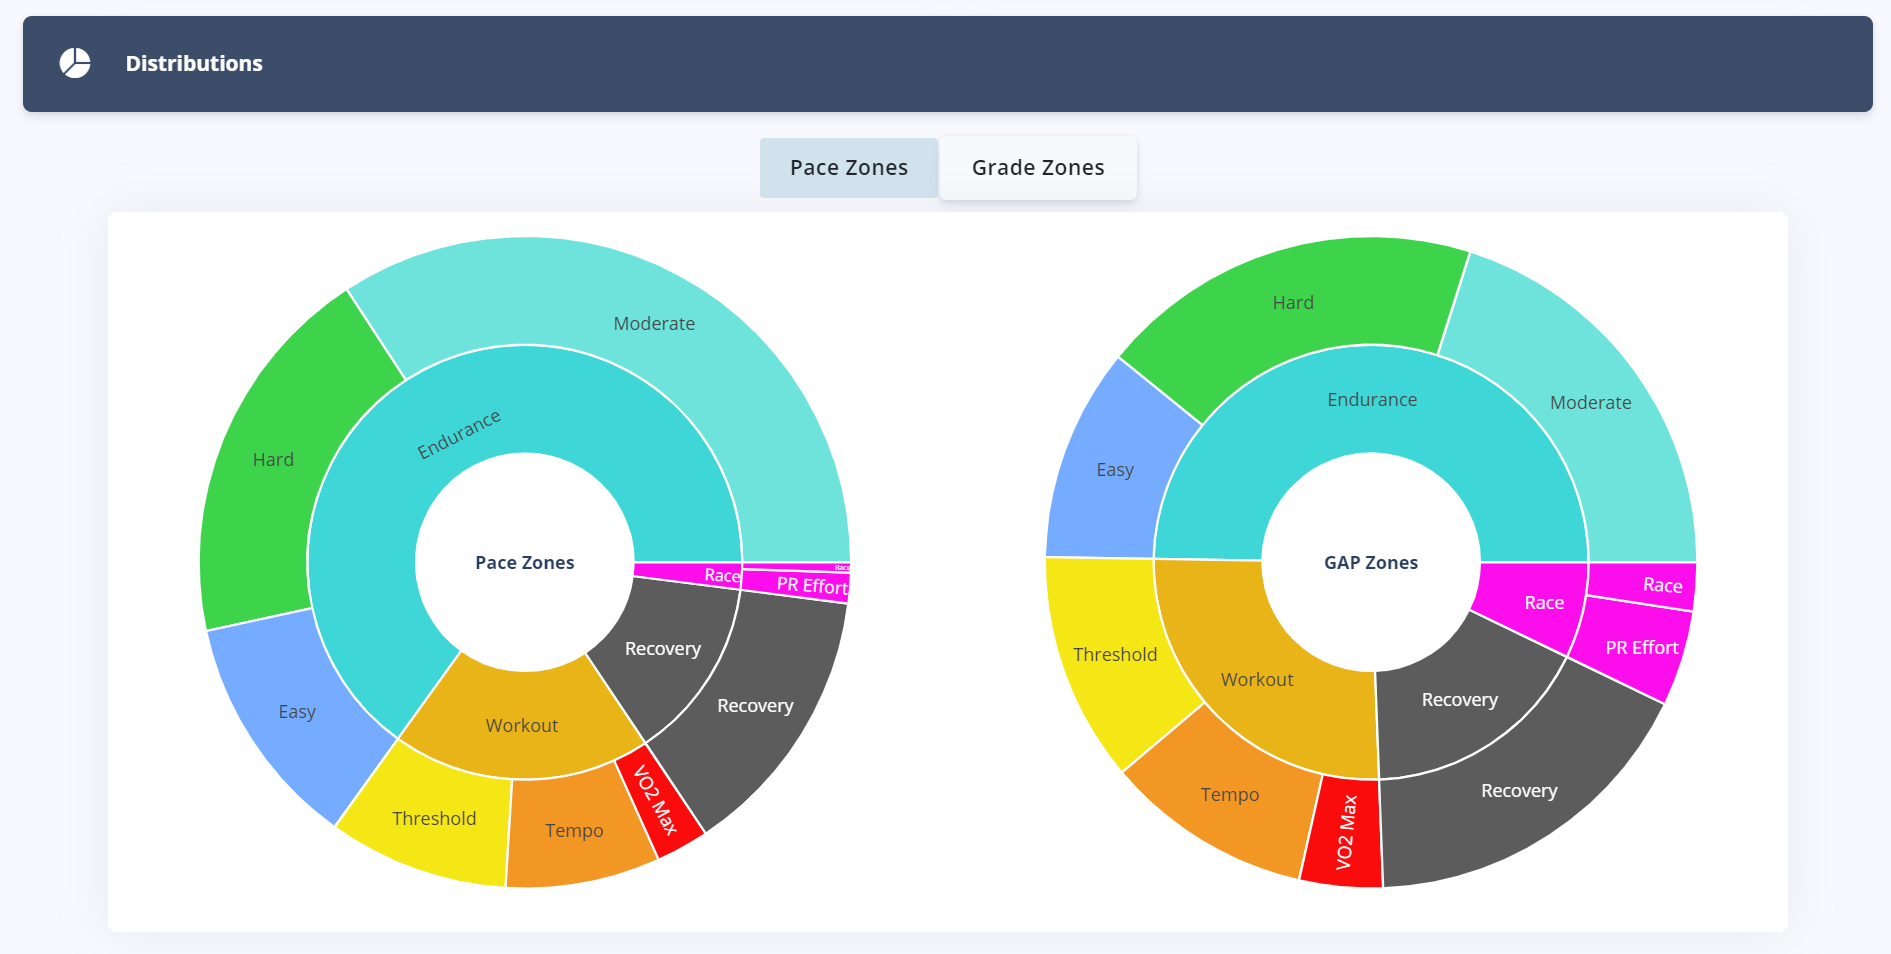 Distributions
Pace Zones
Grade Zones
Moderate
Endurance
Hard
Pace Zones
Race
Race
PR Effort
Recovery
Recovery
Easy
Workout
VO2 Max
Threshold
Tempo
Hard
Endurance
Moderate
Easy
GAP Zones
Race
Race
PR Effort
Threshold
Workout
Recovery
Recovery
Tempo
VO2 Max